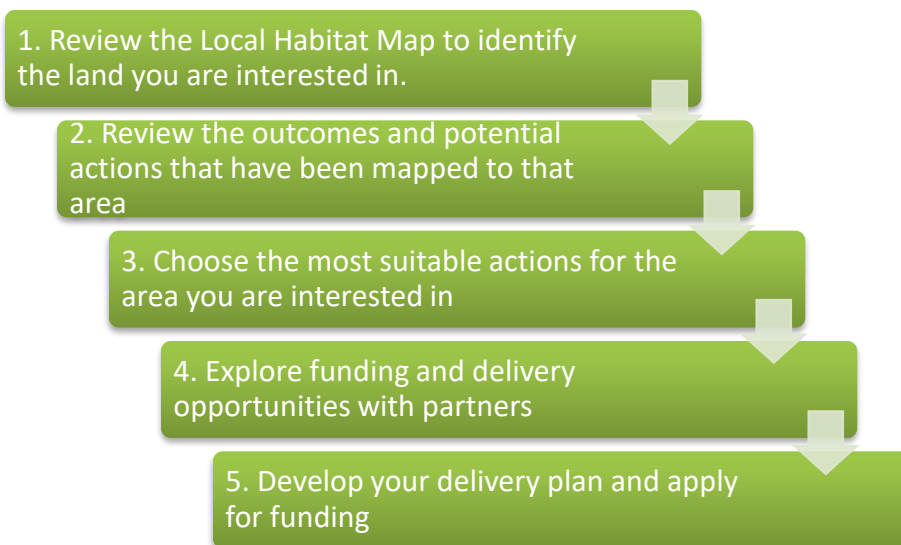 1. Review the Local Habitat Map to identify
the land you are interested in.
2. Review the outcomes and potential
actions that have been mapped to that
area
3. Choose the most suitable actions for the
area you are interested in
4. Explore funding and delivery
opportunities with partners
5. Develop your delivery plan and apply
for funding